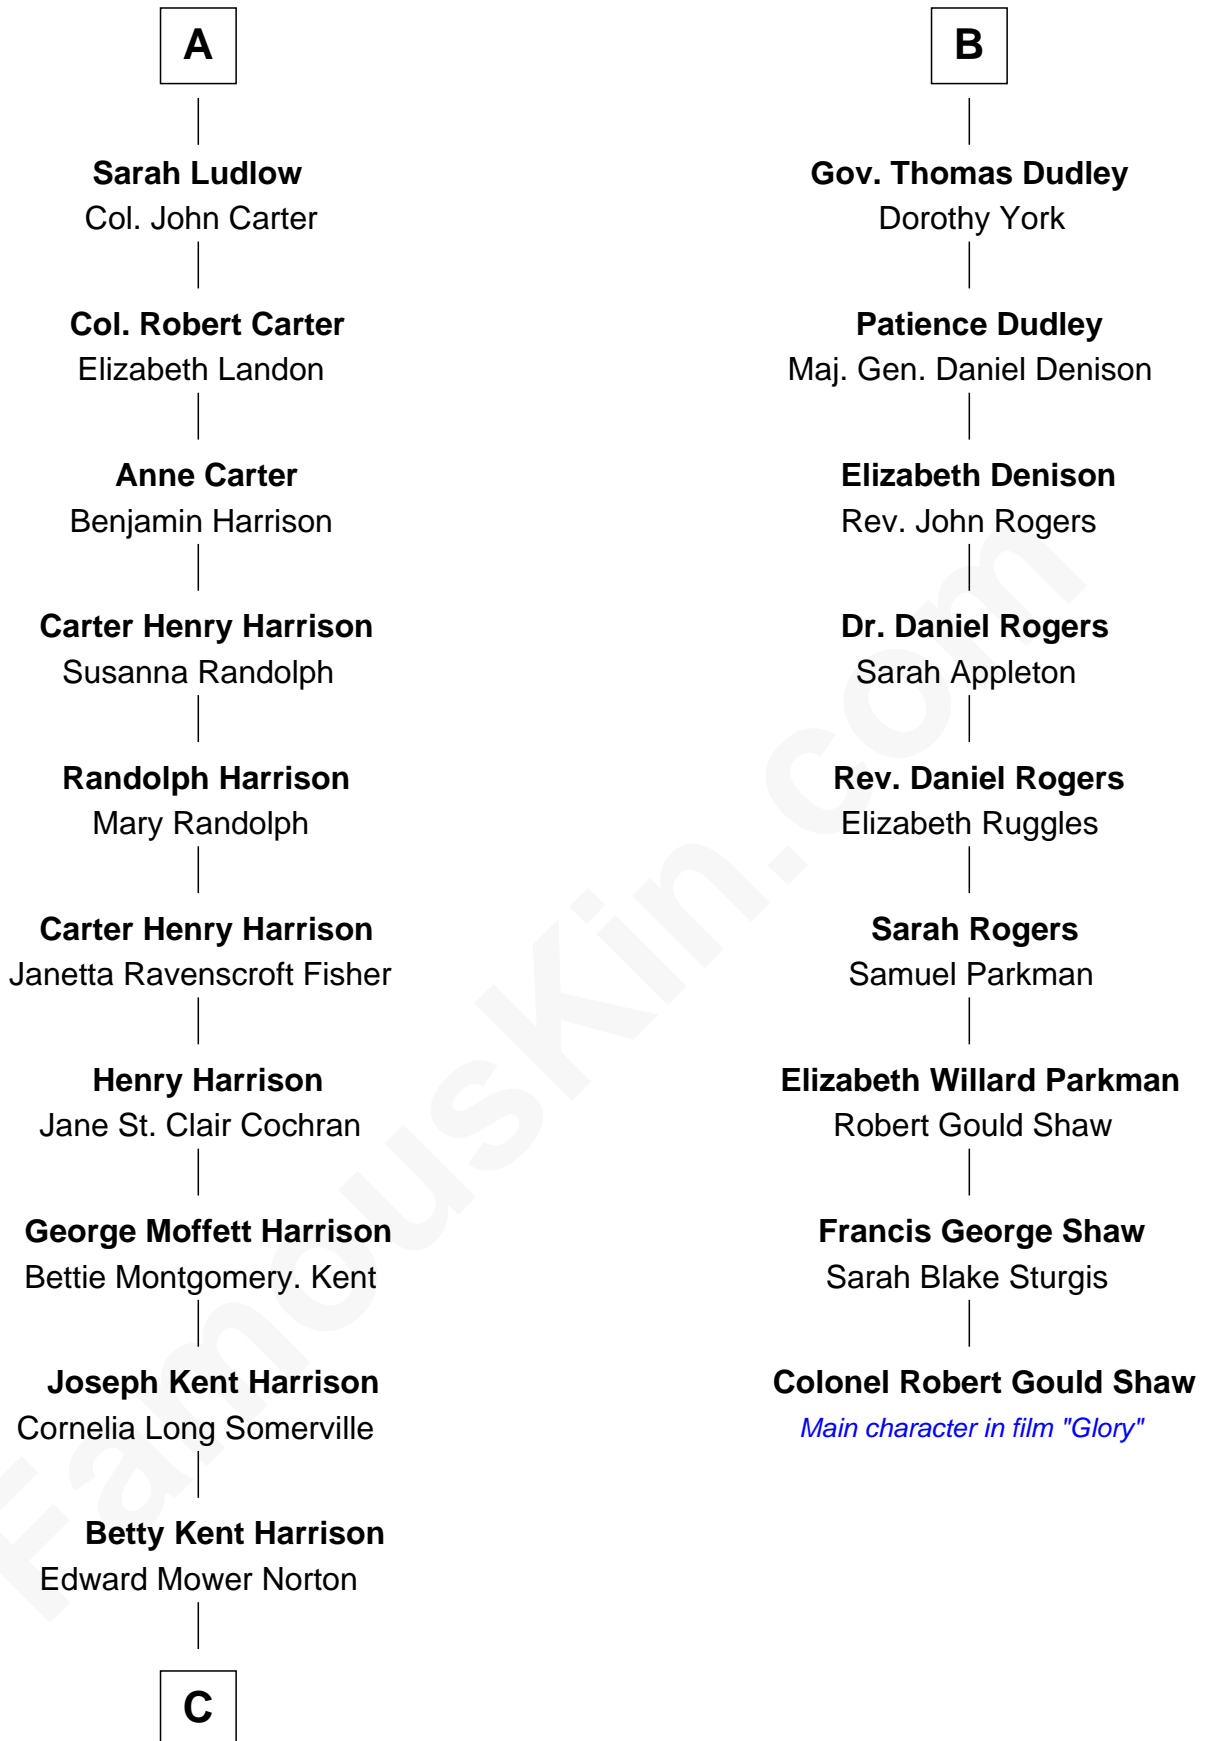 A
Sarah Ludlow
Col. John Carter
Col. Robert Carter
Elizabeth Landon
Anne Carter
Benjamin Harrison
Carter Henry Harrison
Susanna Randolph
Randolph Harrison
Mary Randolph
Carter Henry Harrison
Janetta Ravenscroft Fisher
Henry Harrison
Jane St. Clair Cochran
George Moffett Harrison
Bettie Montgomery. Kent
Joseph Kent Harrison
Cornelia Long Somerville
Betty Kent Harrison
Edward Mower Norton
C
B
Gov. Thomas Dudley
Dorothy York
Patience Dudley
Maj. Gen. Daniel Denison
Elizabeth Denison
Rev. John Rogers
Dr. Daniel Rogers
Sarah Appleton
Rev. Daniel Rogers
Elizabeth Ruggles
Sarah Rogers
Samuel Parkman
Elizabeth Willard Parkman
Robert Gould Shaw
Francis George Shaw
Sarah Blake Sturgis
Colonel Robert Gould Shaw
Main character in film "Glory"
FamousKin.com